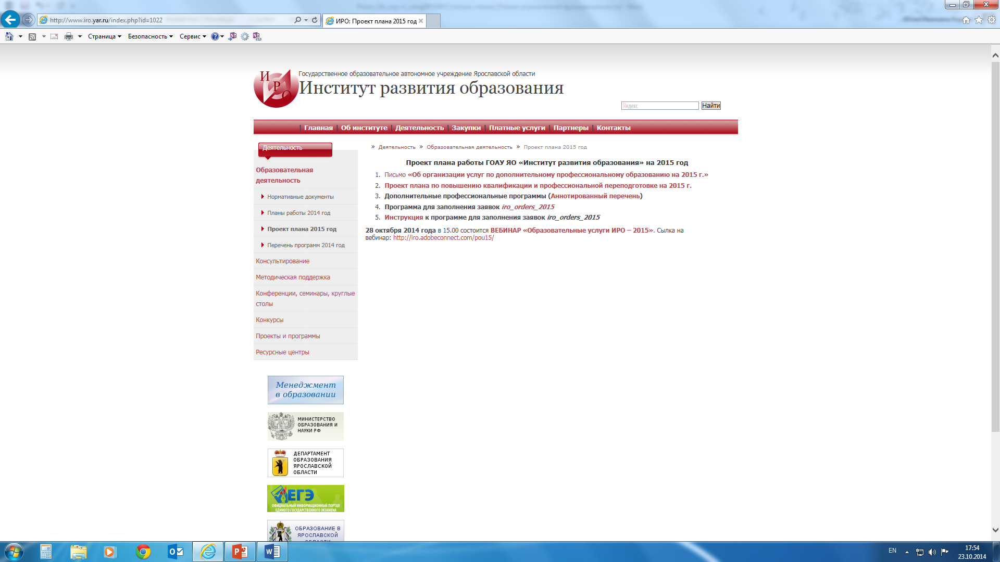 http://www.iro.yar.ru/index.php?id=1022
ИРО: Проект плана 2015 год
Страница
Безопасность
Сервис
ИРО
Государственное образовательное автономное учреждение Ярославской области
Институт развития образования
Яндекс
Найти
| Главная | Об институте | Деятельность | Закупки | Платные услуги | Партнеры | Контакты
Деятельность
Образовательная
деятельность
Нормативные документы
Планы работы 2014 год
Проект плана 2015 год
Перечень программ 2014 год
Консультирование
Методическая поддержка
Конференции, семинары, круглые
столы
Конкурсы
Проекты и программы
Ресурсные центры
Менеджмент
в образовании
МИНИСТЕРСТВО
ОБРАЗОВАНИЯ И
НАУКИ РФ
ДЕПАРТАМЕНТ
ОБРАЗОВАНИЯ
ЯРОСЛАВСКОЙ
ОБЛАСТИ
ЕГЭ
ОФИЦИАЛЬНЫЙ ИНФОРМАЦИОННЫЙ ПОРТАЛ
ЕДИНОГО ГОСУДАРСТВЕННОГО ЭКЗАМЕНА
ОБРАЗОВАНИЕ В
ЯРОСЛАВСКОЙ
ОБЛАСТИ
» Деятельность » Образовательная деятельность » Проект плана 2015 год
Проект плана работы ГОАУ ЯО «Институт развития образования» на 2015 год
1. Письмо «Об организации услуг по дополнительному профессиональному образованию на 2015 г.»
2. Проект плана по повышению квалификации и профессиональной переподготовке на 2015 г.
3. Дополнительные профессиональные программы (Аннотированный перечень)
4. Программа для заполнения заявок iro_orders_2015
5. Инструкция к программе для заполнения заявок iro_orders_2015
28 октября 2014 года в 15.00 состоится ВЕБИНАР «Образовательные услуги ИРО – 2015». Сылка на
вебинар: http://iro.adobeconnect.com/pou15/
EN
17:54
23.10.2014